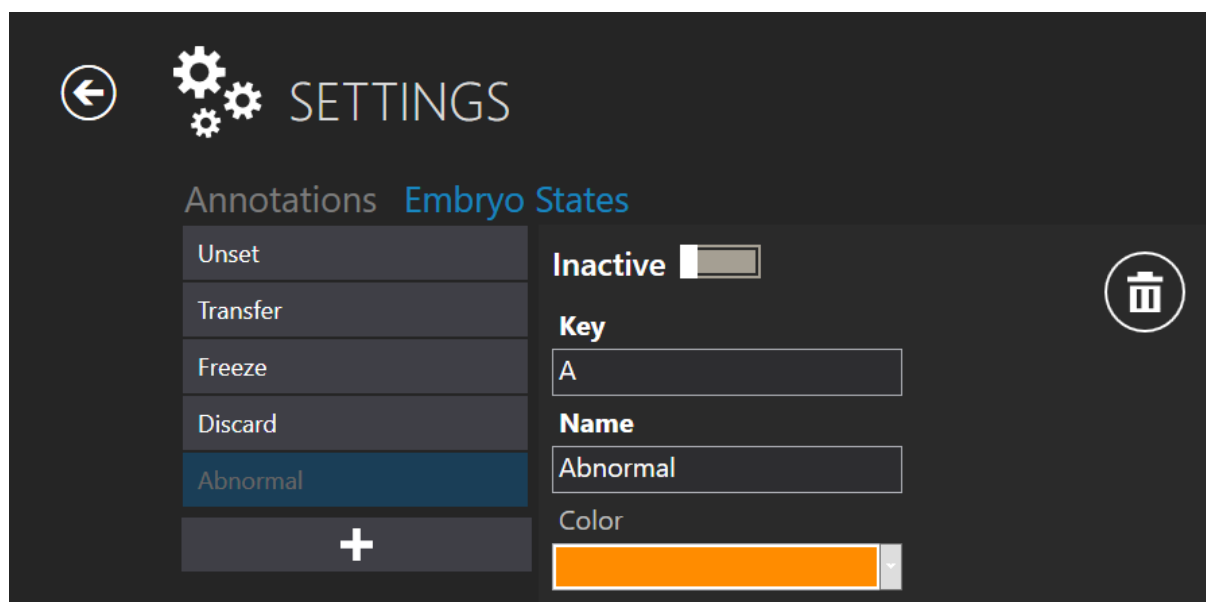 SETTINGS
Annotations Embryo States
Unset
Transfer
Freeze
Discard
Abnormal
Inactive
Key
A
Name
Abnormal
Color